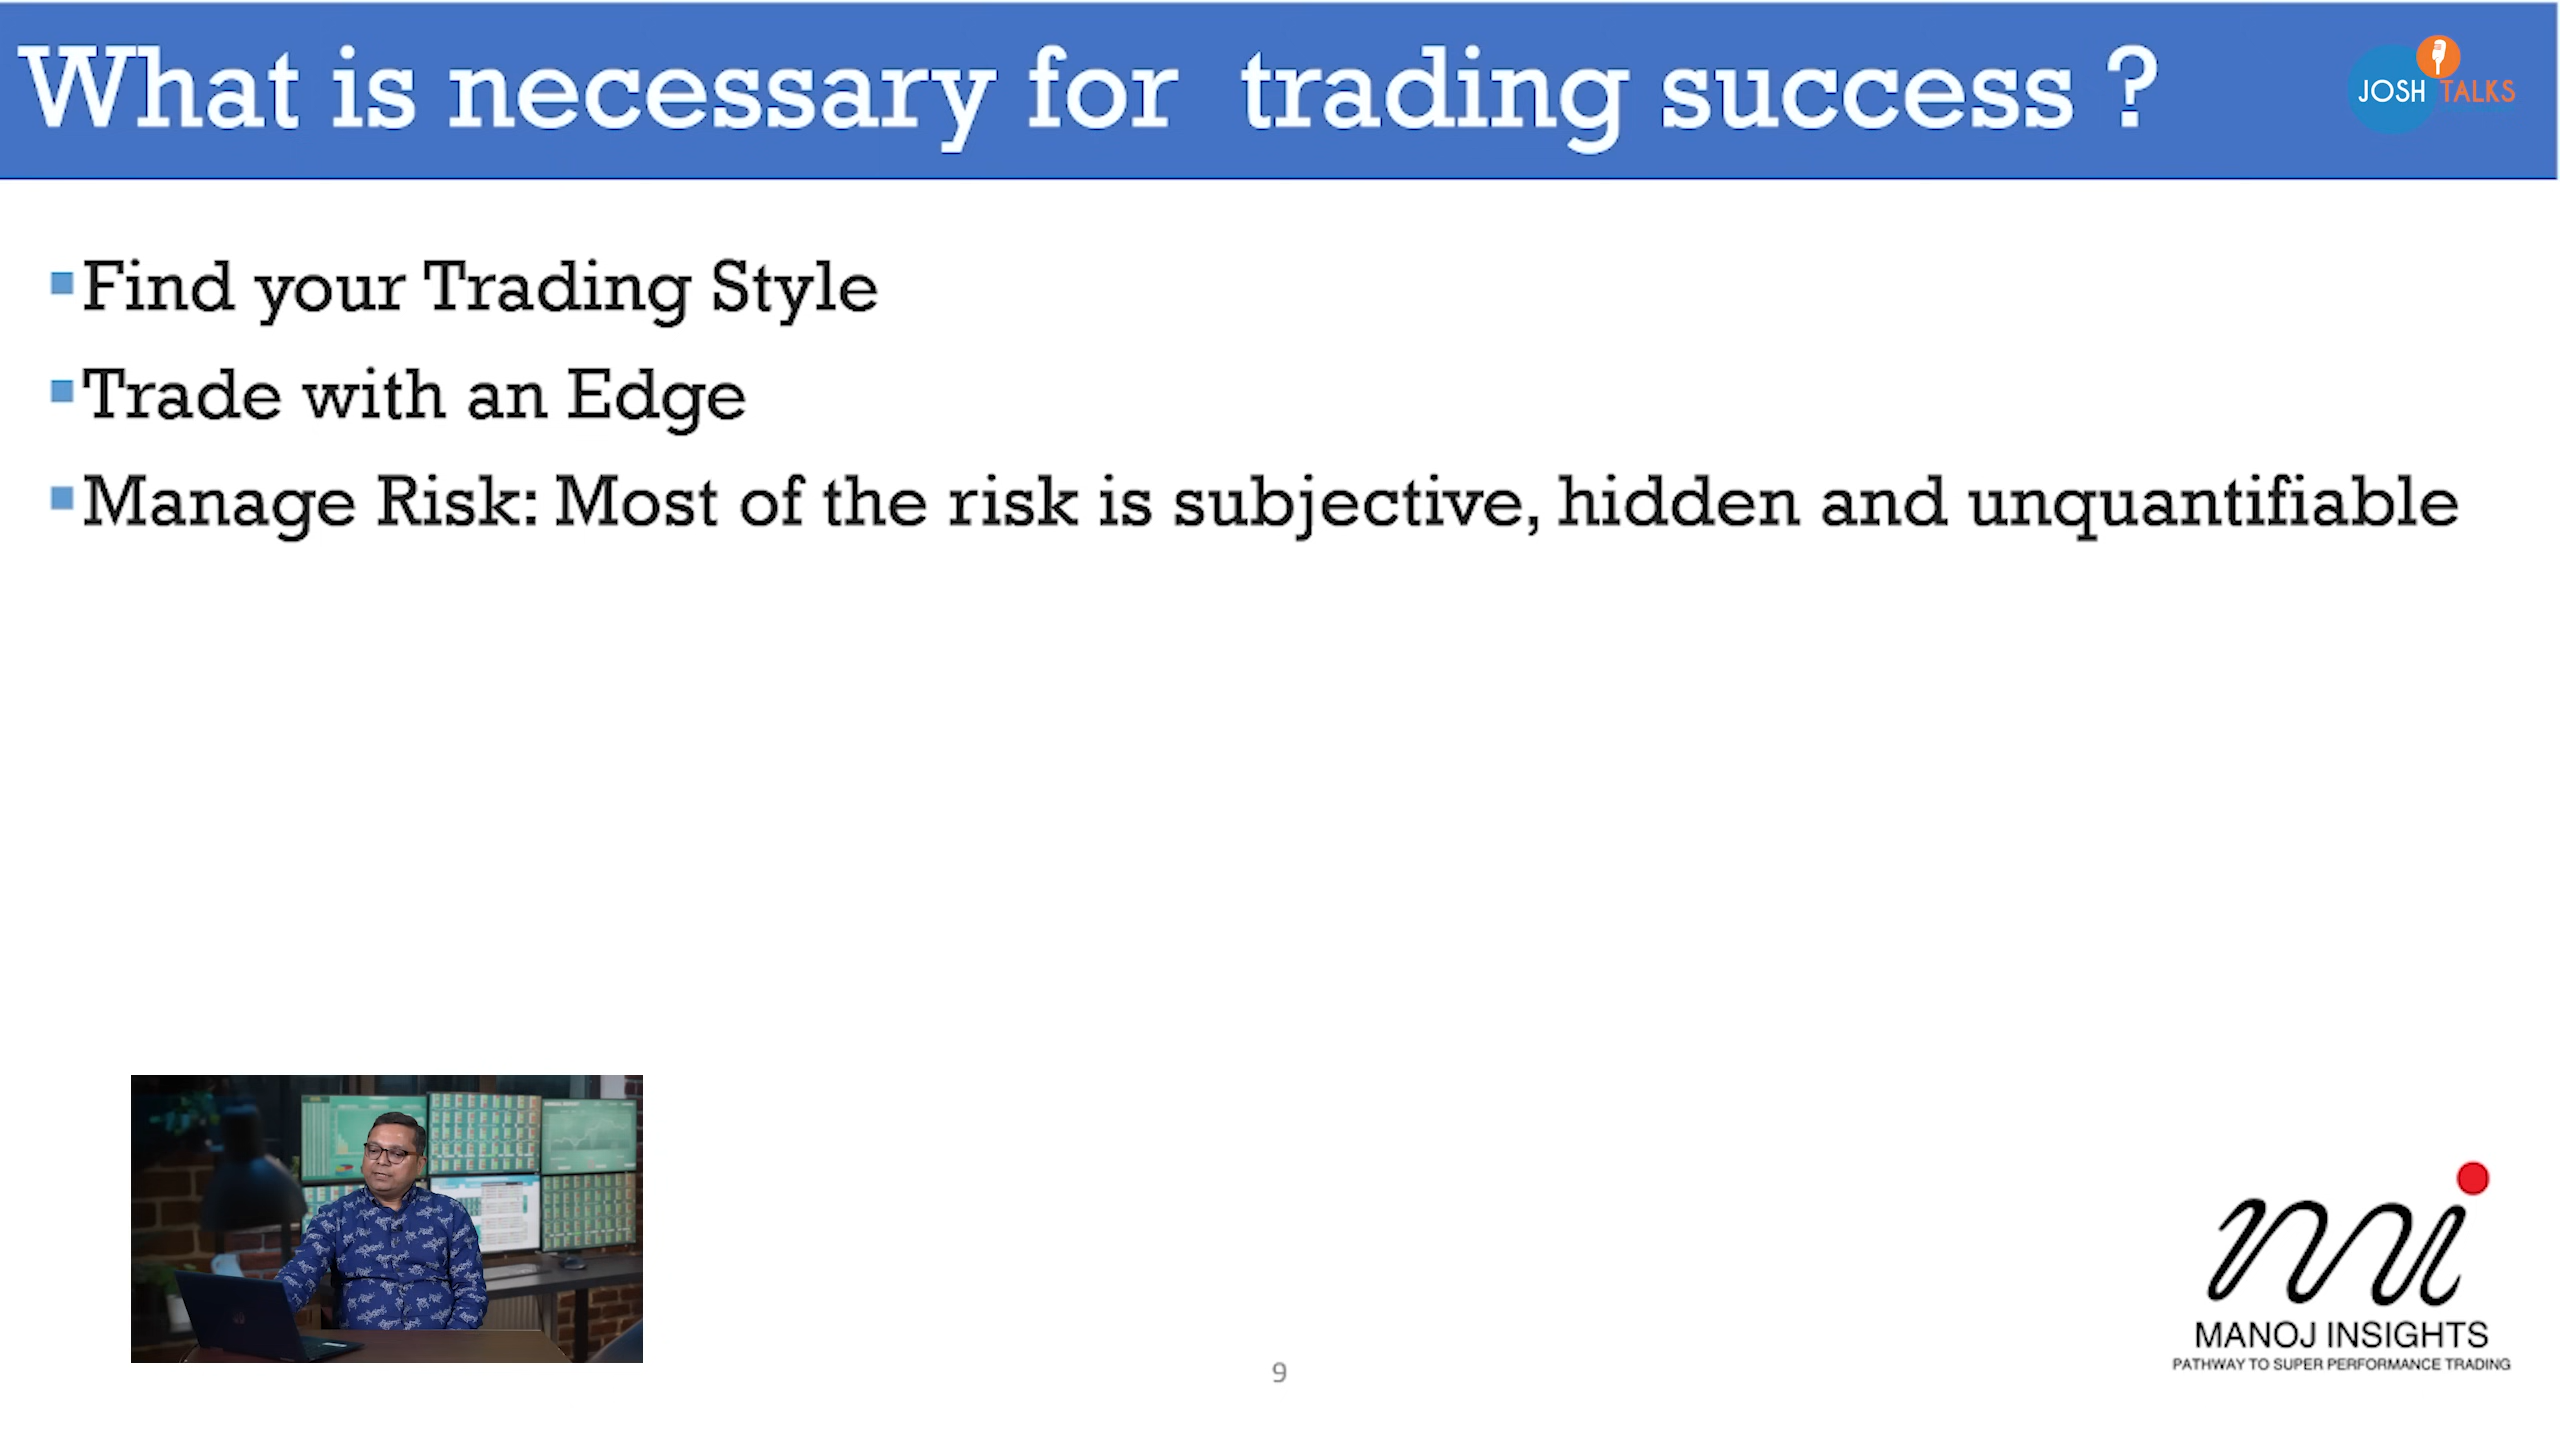 What is necessary for trading success ?
JOSH TALKS
Find your Trading Style
Trade with an Edge
Manage Risk: Most of the risk is subjective, hidden and unquantifiable
MANOJ INSIGHTS
PATHWAY TO SUPER PERFORMANCE TRADING
9